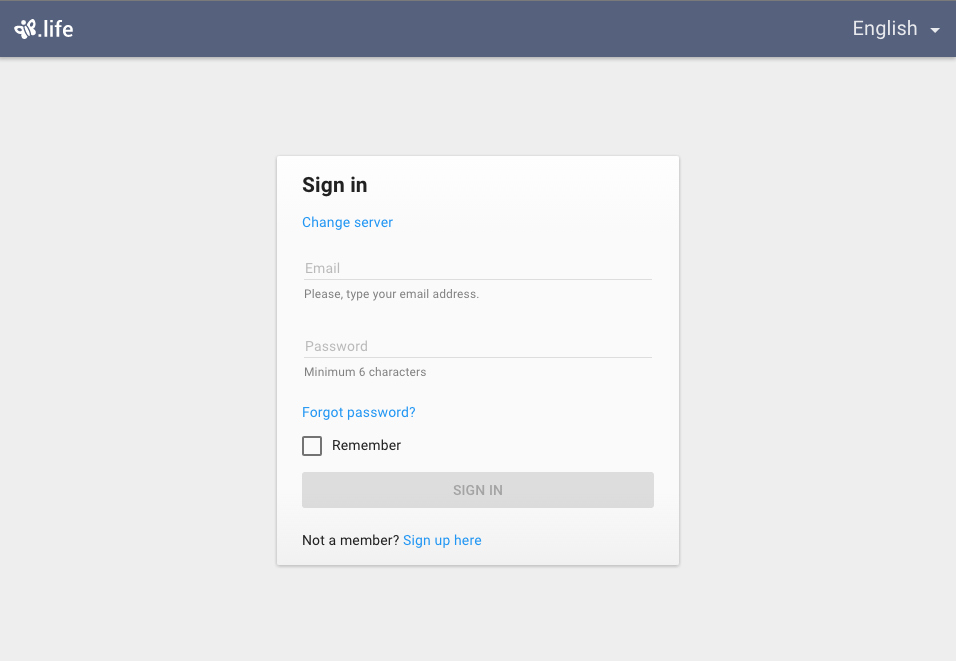 .life
English
Sign in
Change server
Email
Please, type your email address.
Password
Minimum 6 characters
Forgot password?
Remember
SIGN IN
Not a member? Sign up here